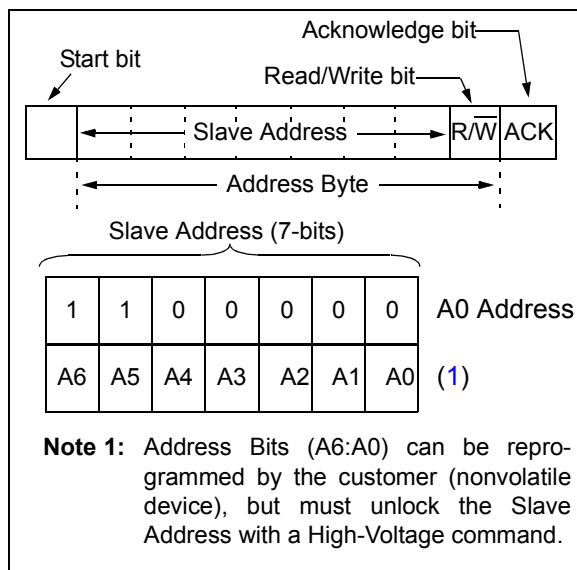 Acknowledge bit
Start bit
Read/Write bit
Slave Address
R/W̅
ACK
Address Byte
Slave Address (7-bits)
1 1 0 0 0 0 0 A0 Address
A6 A5 A4 A3 A2 A1 A0 (1)
Note 1: Address Bits (A6:A0) can be repro-
grammed by the customer (nonvolatile
device), but must unlock the Slave
Address with a High-Voltage command.